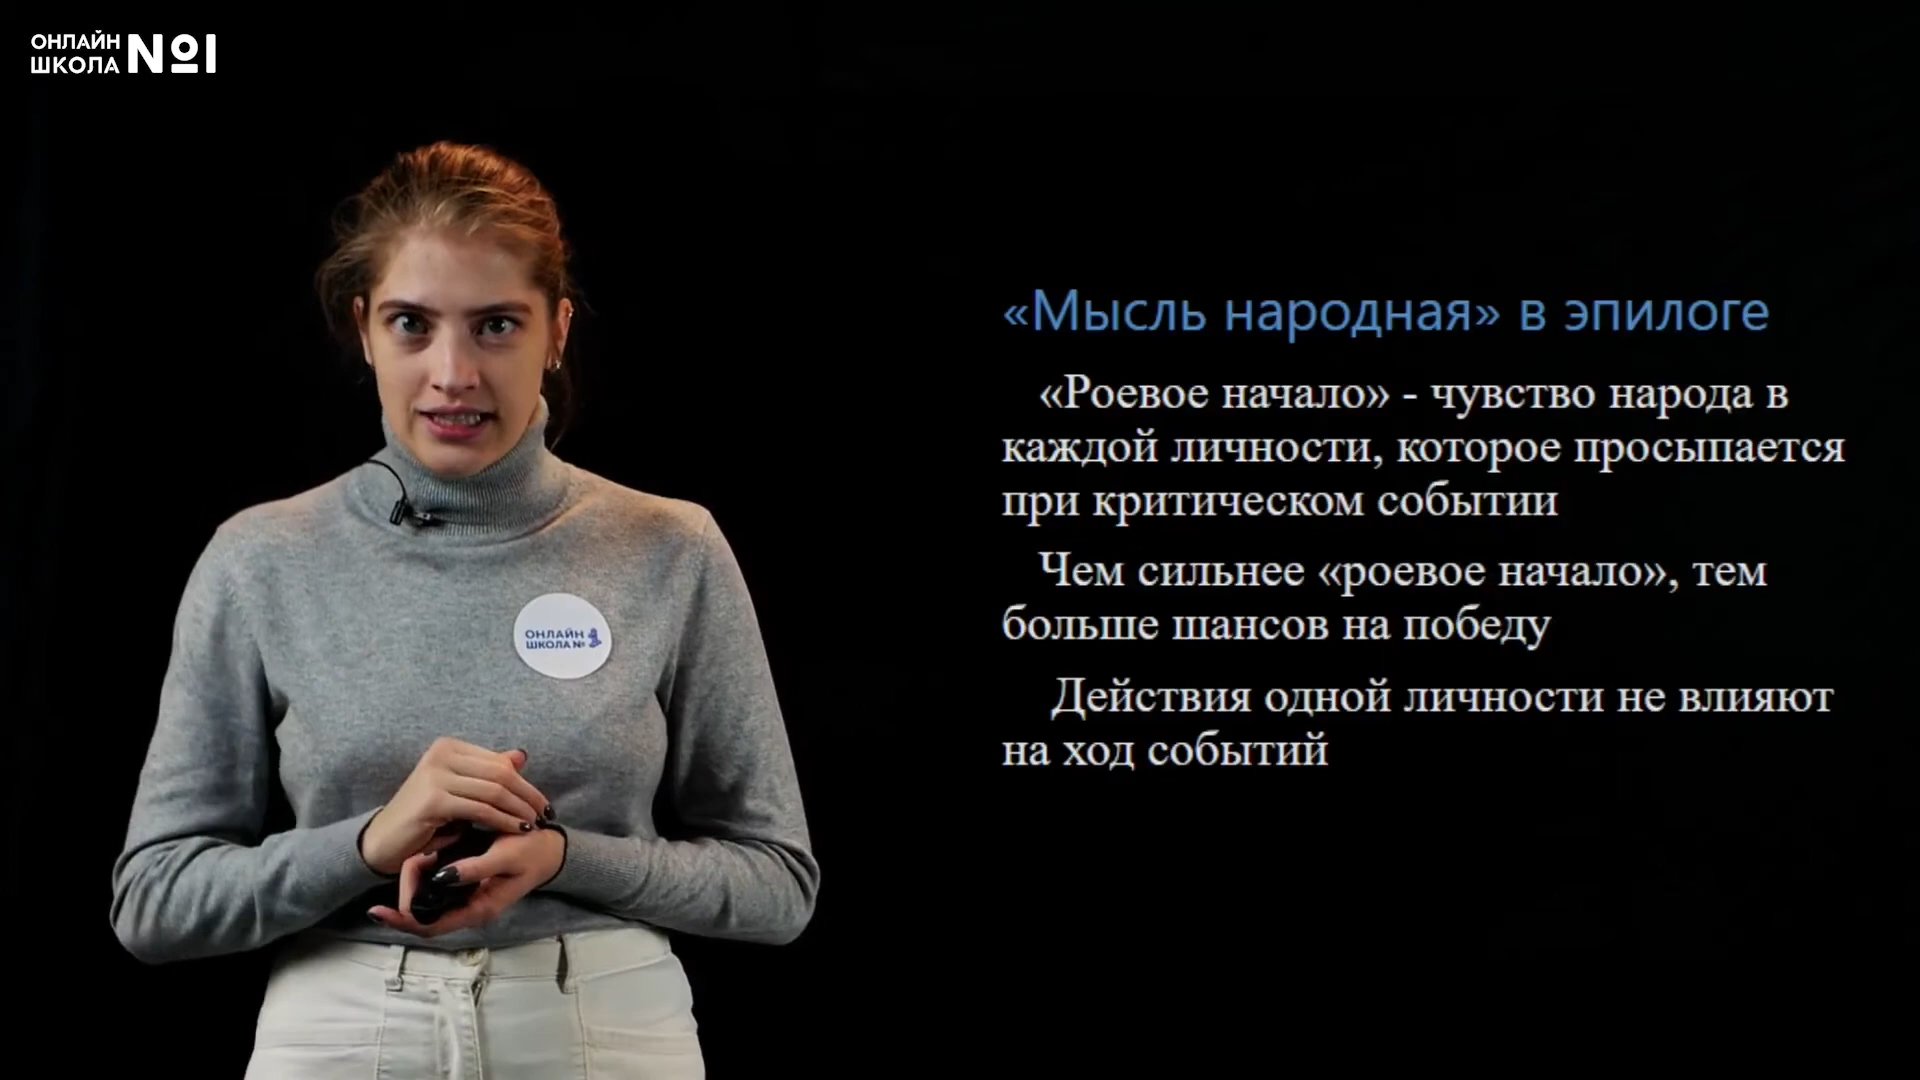 ОНЛАЙН
ШКОЛА №1
«Мысль народная» в эпилоге
«Роевое начало» - чувство народа в
каждой личности, которое просыпается
при критическом событии
Чем сильнее «роевое начало», тем
больше шансов на победу
Действия одной личности не влияют
на ход событий
ОНЛАЙН
ШКОЛА №1